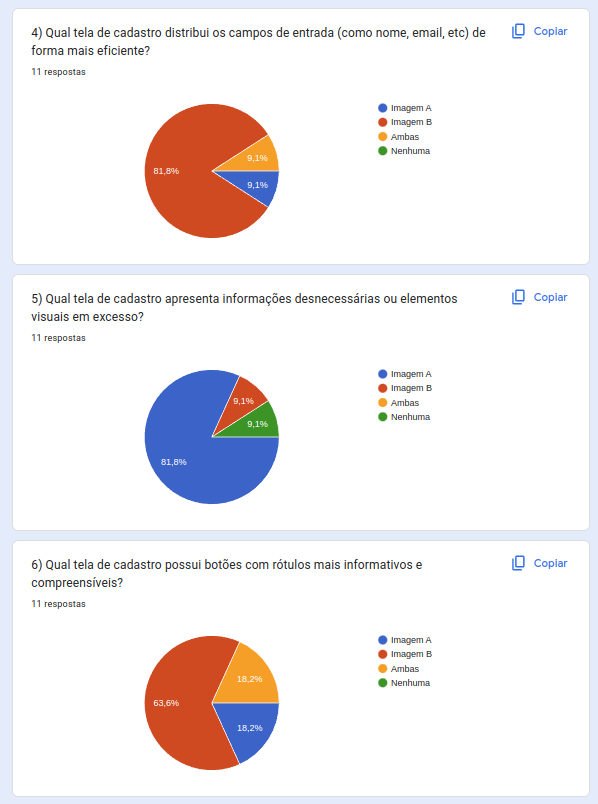 4) Qual tela de cadastro distribui os campos de entrada (como nome, email, etc) de
forma mais eficiente?
Copiar
11 respostas
81,8%
9,1%
9,1%
Imagem A
Imagem B
Ambas
Nenhuma
5) Qual tela de cadastro apresenta informações desnecessárias ou elementos
visuais em excesso?
Copiar
11 respostas
81,8%
9,1%
9,1%
Imagem A
Imagem B
Ambas
Nenhuma
6) Qual tela de cadastro possui botões com rótulos mais informativos e
compreensíveis?
Copiar
11 respostas
63,6%
18,2%
18,2%
Imagem A
Imagem B
Ambas
Nenhuma